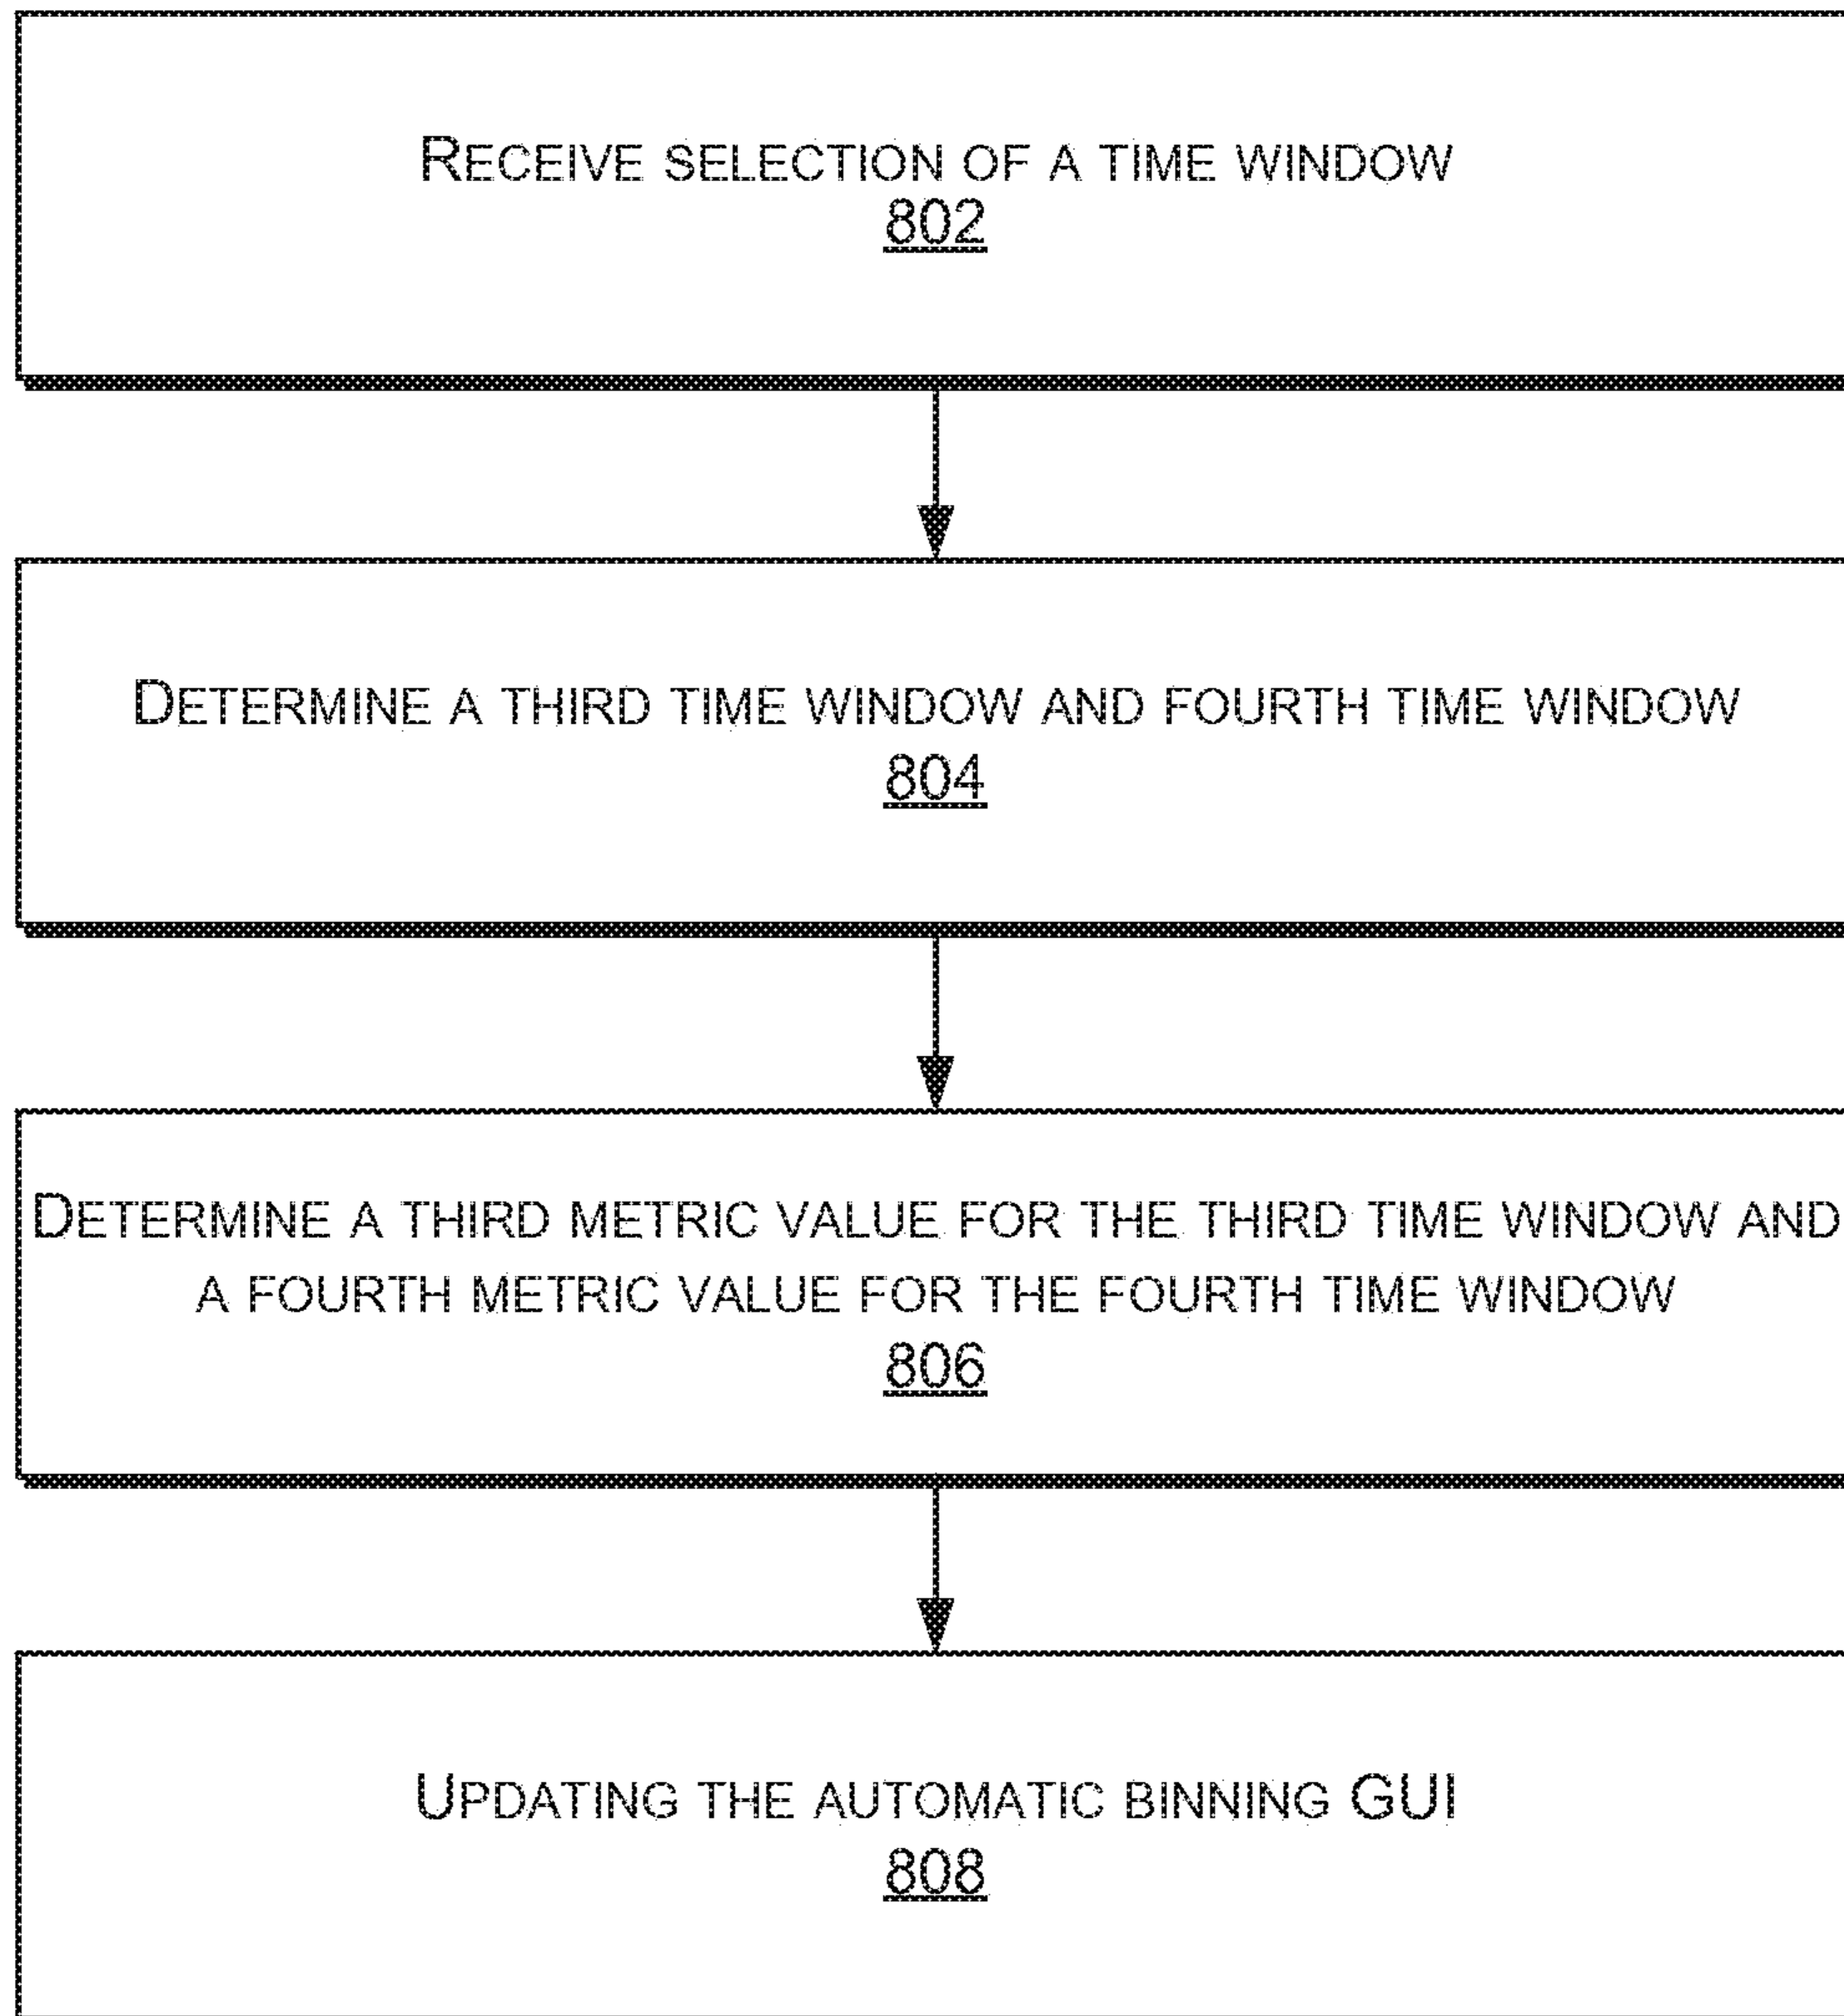 RECEIVE SELECTION OF A TIME WINDOW
802
DETERMINE A THIRD TIME WINDOW AND FOURTH TIME WINDOW
804
DETERMINE A THIRD METRIC VALUE FOR THE THIRD TIME WINDOW AND
A FOURTH METRIC VALUE FOR THE FOURTH TIME WINDOW
806
UPDATING THE AUTOMATIC BINNING GUI
808